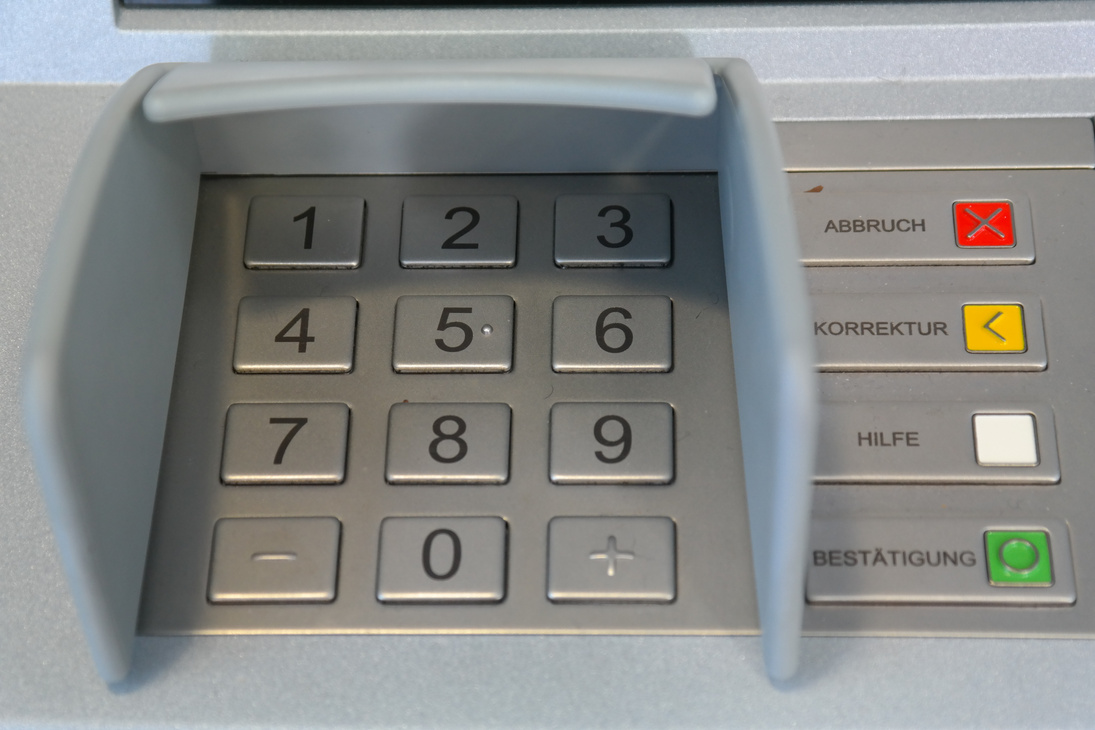 1 2 3 ABBRUCH
4 5 6 KORREKTUR
7 8 9 HILFE
- 0 + BESTÄTIGUNG